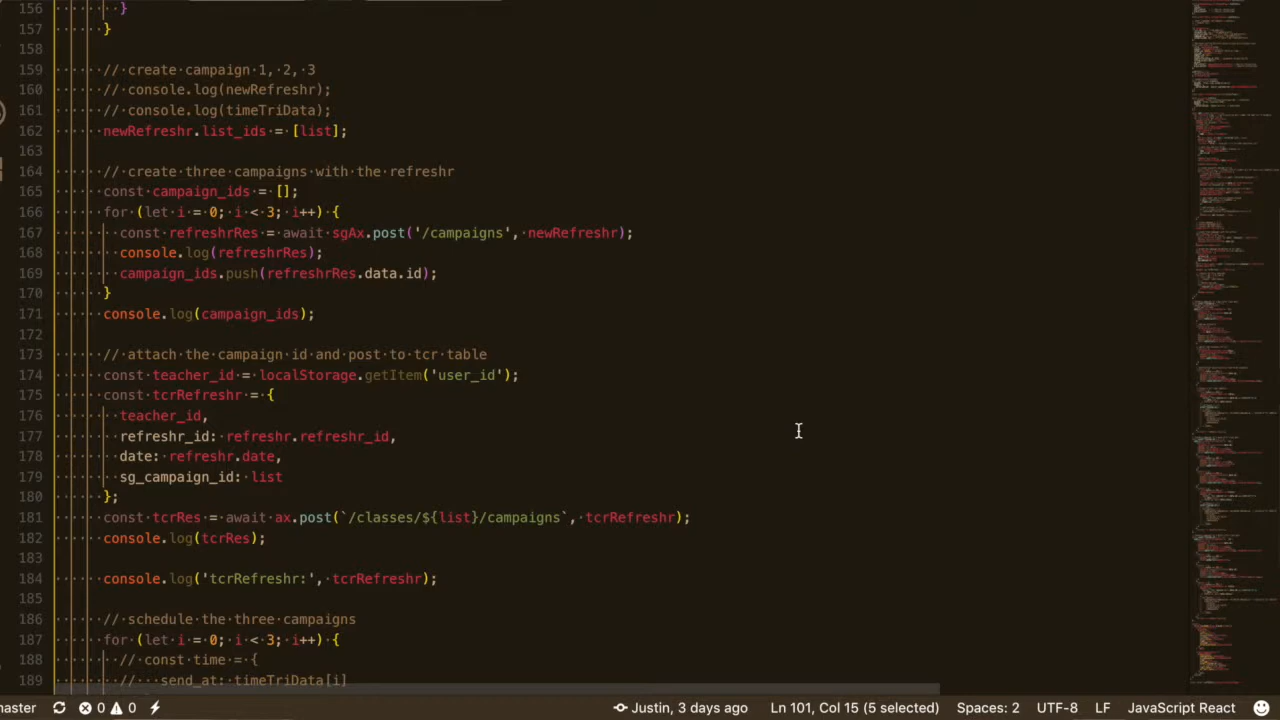 156 }
157 }
158
159 // create campaign 1, 2, 3
160 // console.log(newRefreshr);
161 // console.log(timeTriData);
162 newRefreshr.list_ids = [list];
163
164 //create three campaigns with the refreshr
165 const campaign_ids = [];
166 for (let i = 0; i < 3; i++) {
167 const refreshrRes = await sgAx.post('/campaigns', newRefreshr);
168 console.log(refreshrRes);
169 campaign_ids.push(refreshrRes.data.id);
170 }
171 console.log(campaign_ids);
172
173 // attach the campaign id and post to tcr table
174 const teacher_id = localStorage.getItem('user_id');
175 const tcrRefreshr = {
176 teacher_id,
177 refreshr_id: refreshr.refreshr_id,
178 date: refreshr.date,
179 sg_campaign_id: list
180 };
181 const tcrRes = await ax.post(`/classes/${list}/campaigns`, tcrRefreshr);
182 console.log(tcrRes);
183
184 console.log('tcrRefreshr:', tcrRefreshr);
185
186 // schedule the three campaigns
187 for (let i = 0; i < 3; i++) {
188 // const time = {
189 // send_at: timeTriData[i]
master 0 0 Justin, 3 days ago Ln 101, Col 15 (5 selected) Spaces: 2 UTF-8 LF JavaScript React